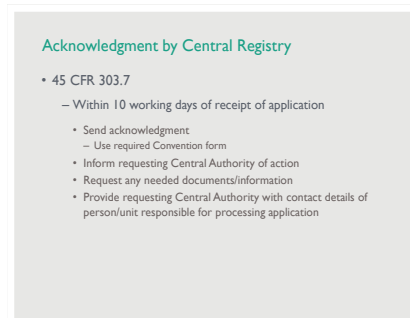 Acknowledgment by Central Registry
• 45 CFR 303.7
– Within 10 working days of receipt of application
• Send acknowledgment
– Use required Convention form
• Inform requesting Central Authority of action
• Request any needed documents/information
• Provide requesting Central Authority with contact details of
person/unit responsible for processing application